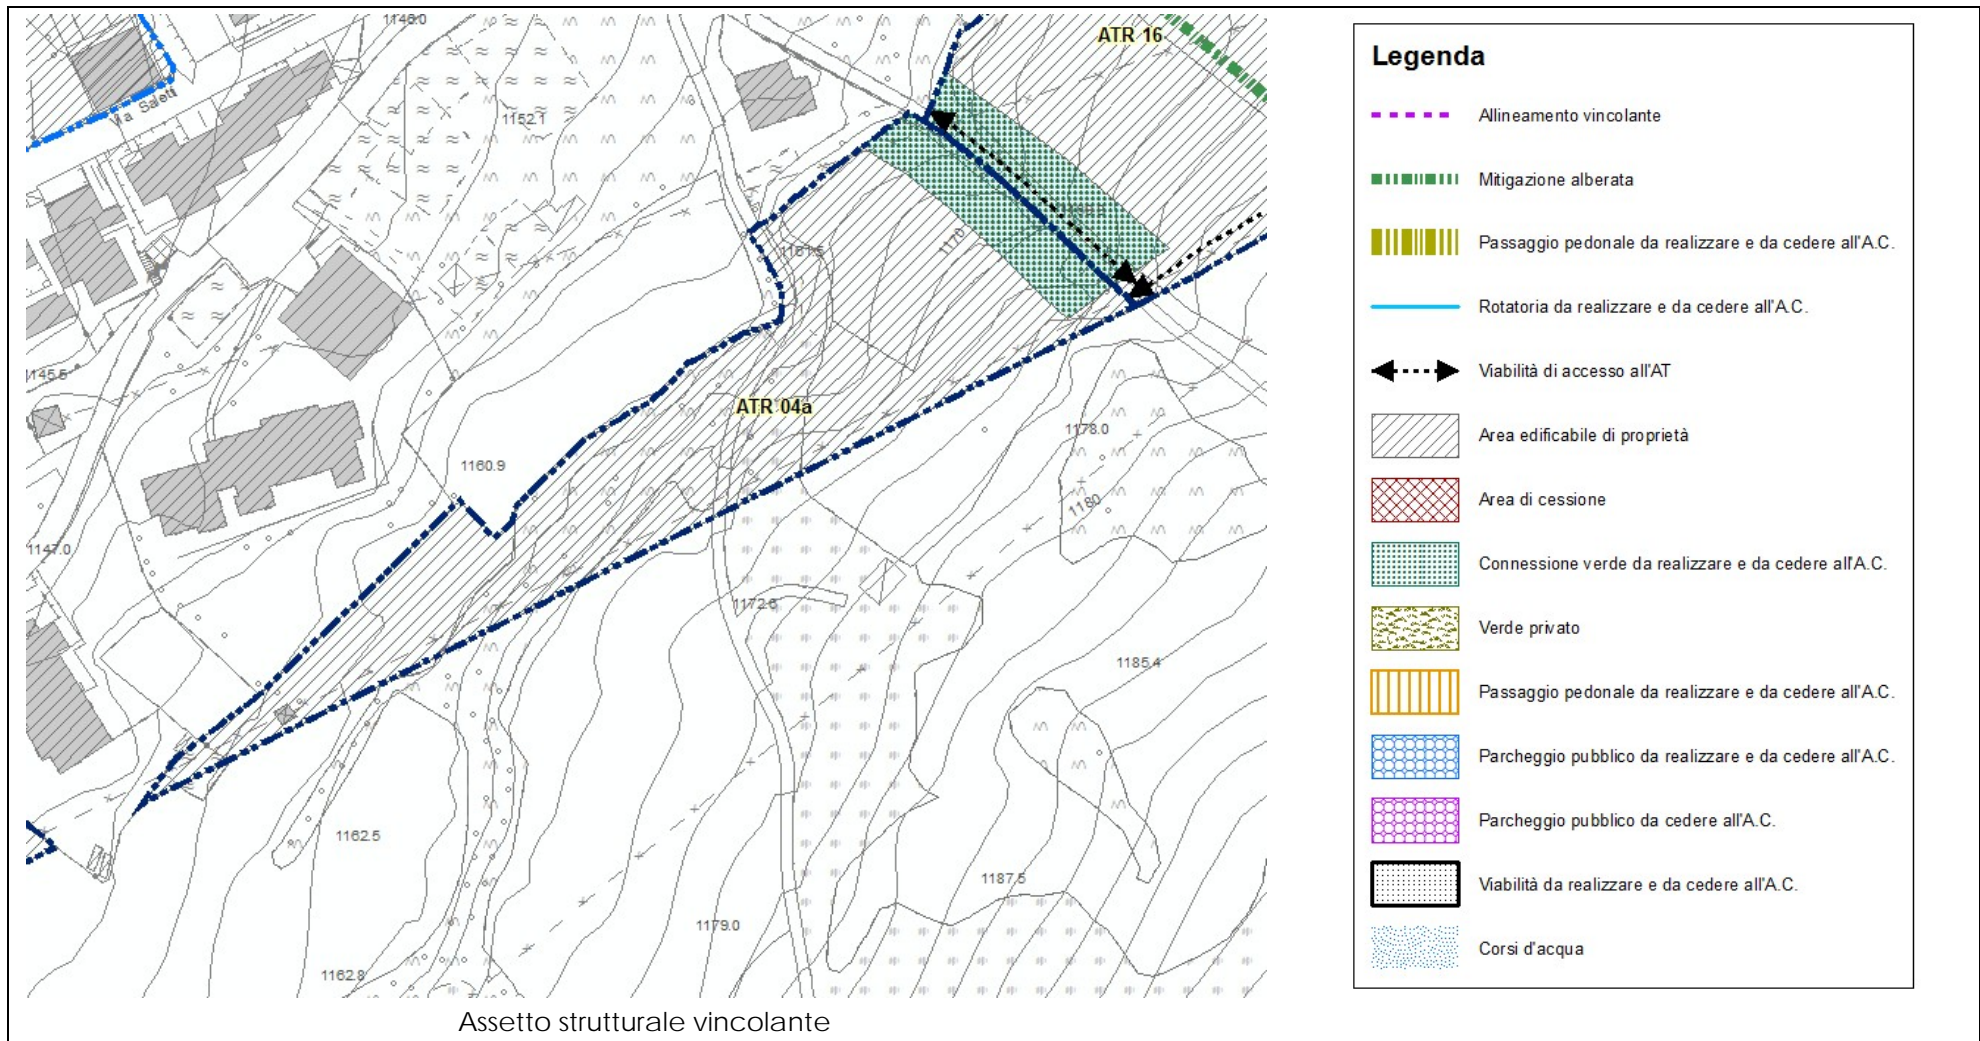 1148.0
ATR 16
Via Saletti
1152.1
1161.5
1170
1145.5
ATR 04a
1178.0
1160.9
1180
1147.0
1172.6
1185.4
1162.5
1187.5
1179.0
1162.8
Assetto strutturale vincolante
Legenda
Allineamento vincolante
Mitigazione alberata
Passaggio pedonale da realizzare e da cedere all'A.C.
Rotatoria da realizzare e da cedere all'A.C.
Viabilità di accesso all'AT
Area edificabile di proprietà
Area di cessione
Connessione verde da realizzare e da cedere all'A.C.
Verde privato
Passaggio pedonale da realizzare e da cedere all'A.C.
Parcheggio pubblico da realizzare e da cedere all'A.C.
Parcheggio pubblico da cedere all'A.C.
Viabilità da realizzare e da cedere all'A.C.
Corsi d'acqua